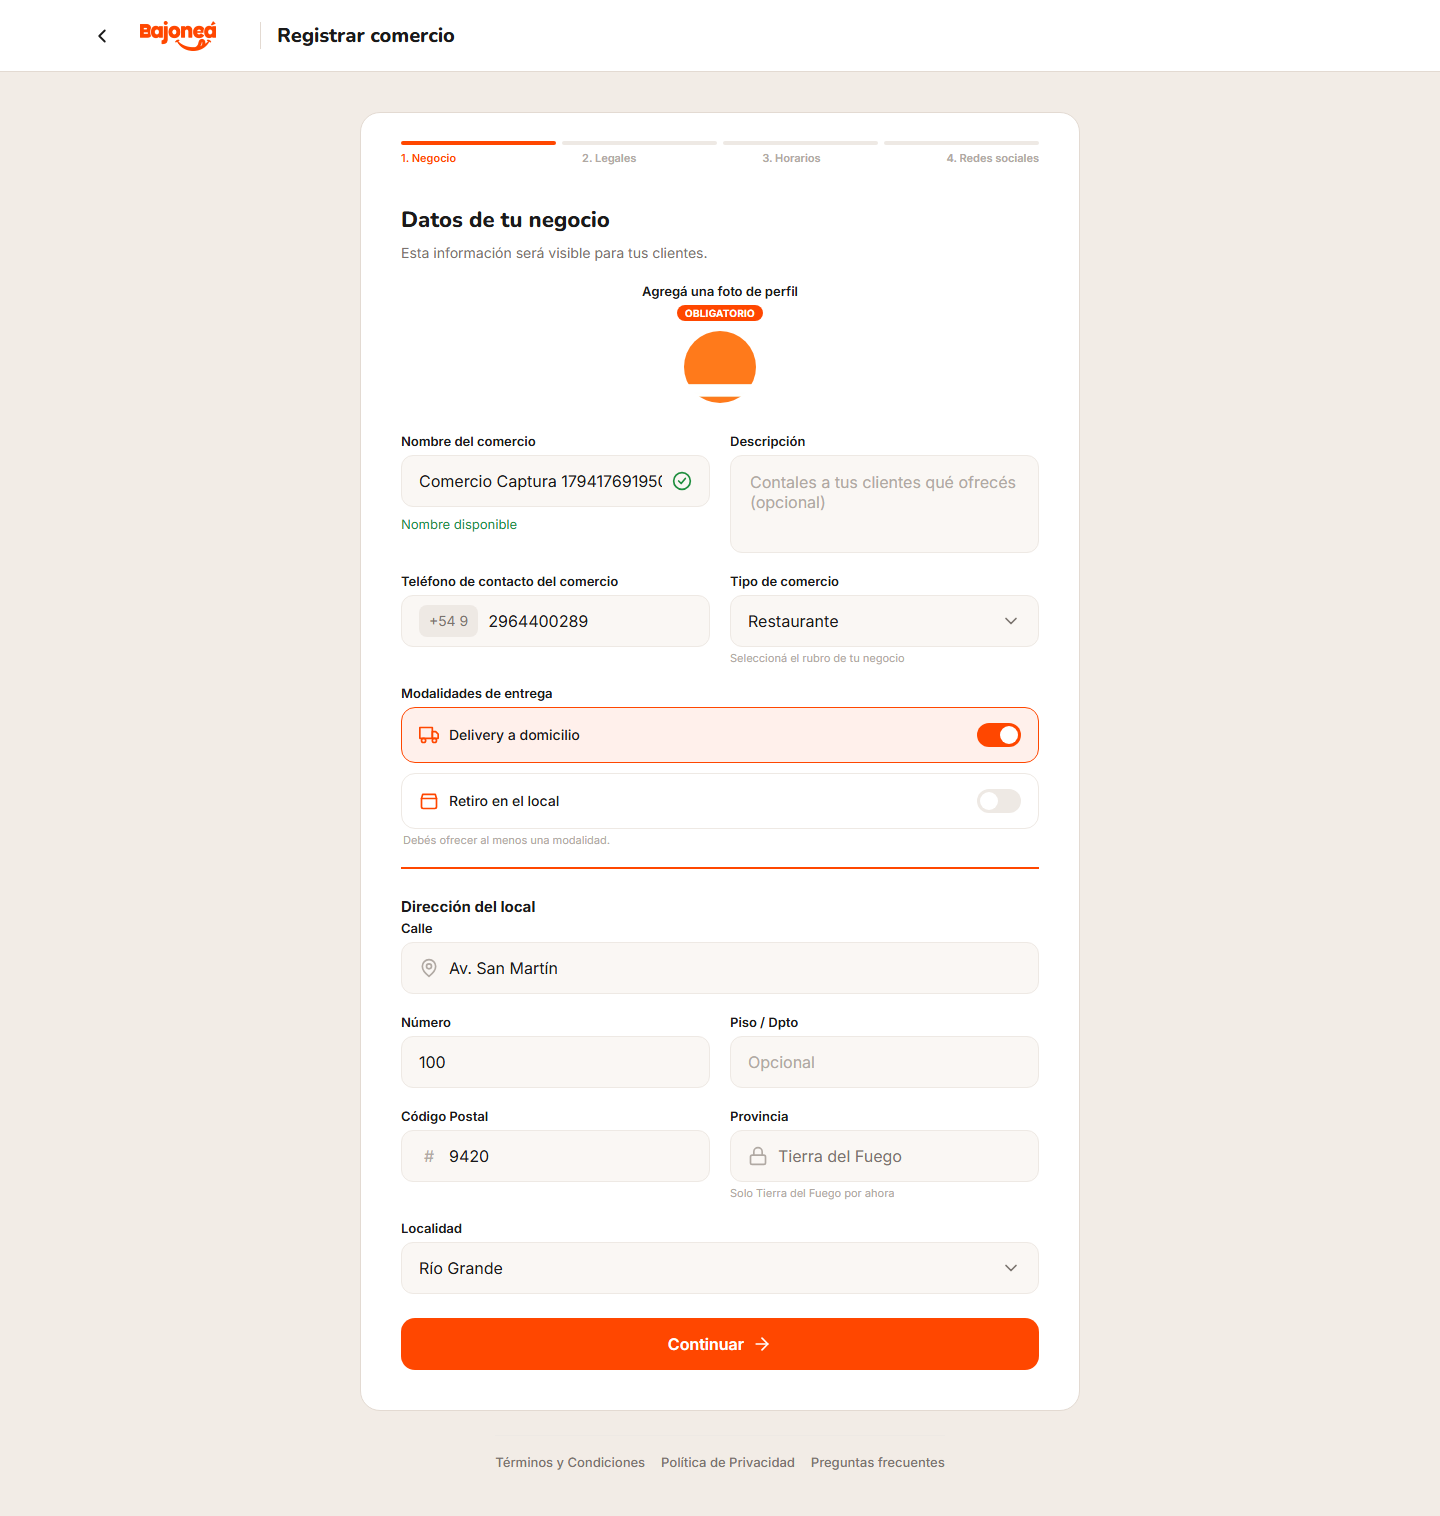 Bajoneá
Registrar comercio
1. Negocio
2. Legales
3. Horarios
4. Redes sociales
Datos de tu negocio
Esta información será visible para tus clientes.
Agregá una foto de perfil
OBLIGATORIO
Nombre del comercio
Comercio Captura 179417691950
Nombre disponible
Descripción
Contales a tus clientes qué ofrecés
(opcional)
Teléfono de contacto del comercio
+54 9 2964400289
Tipo de comercio
Restaurante
Seleccioná el rubro de tu negocio
Modalidades de entrega
Delivery a domicilio
Retiro en el local
Debés ofrecer al menos una modalidad.
Dirección del local
Calle
Av. San Martín
Número
100
Piso / Dpto
Opcional
Código Postal
# 9420
Provincia
Tierra del Fuego
Solo Tierra del Fuego por ahora
Localidad
Río Grande
Continuar
Términos y Condiciones
Política de Privacidad
Preguntas frecuentes